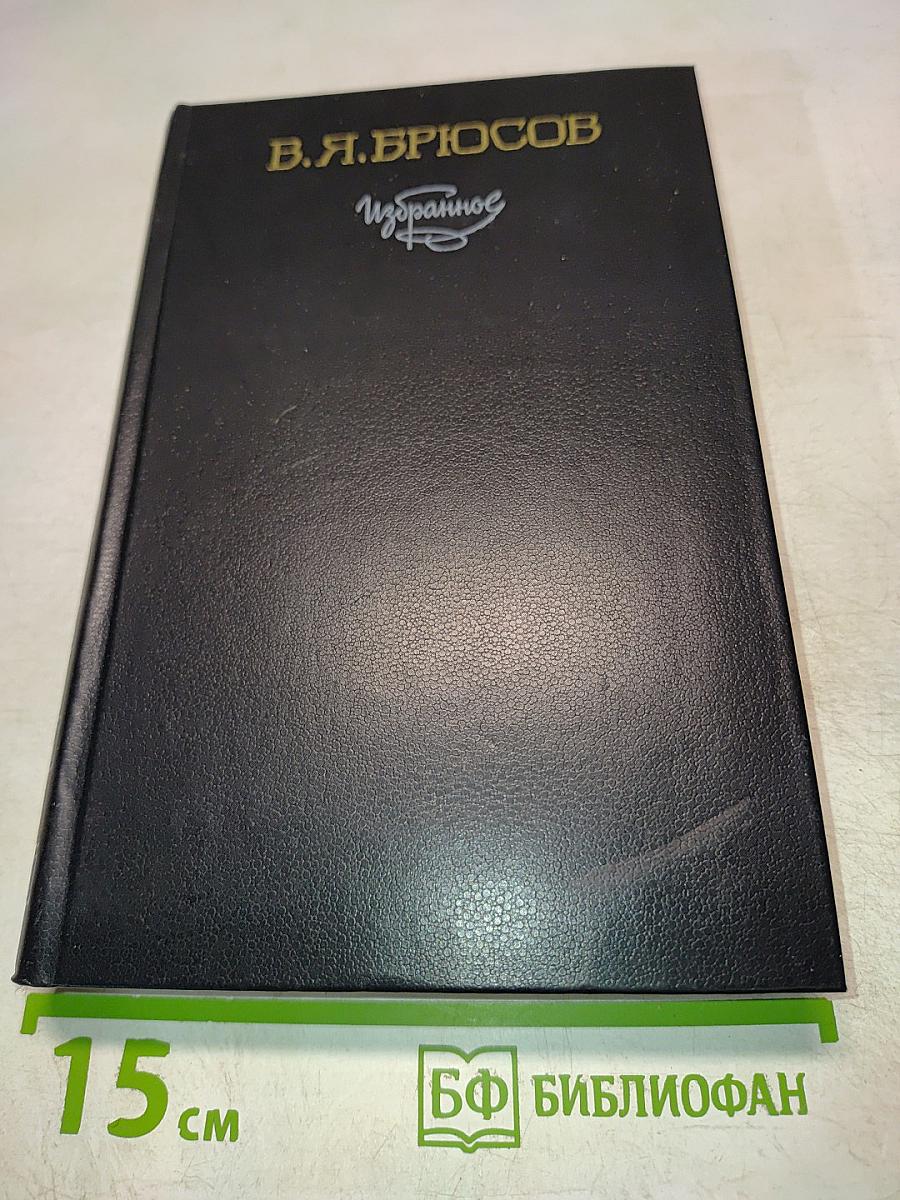 В.Я.БРЮСОВ
Избранное
15 см
БФ БИБЛИОФАН